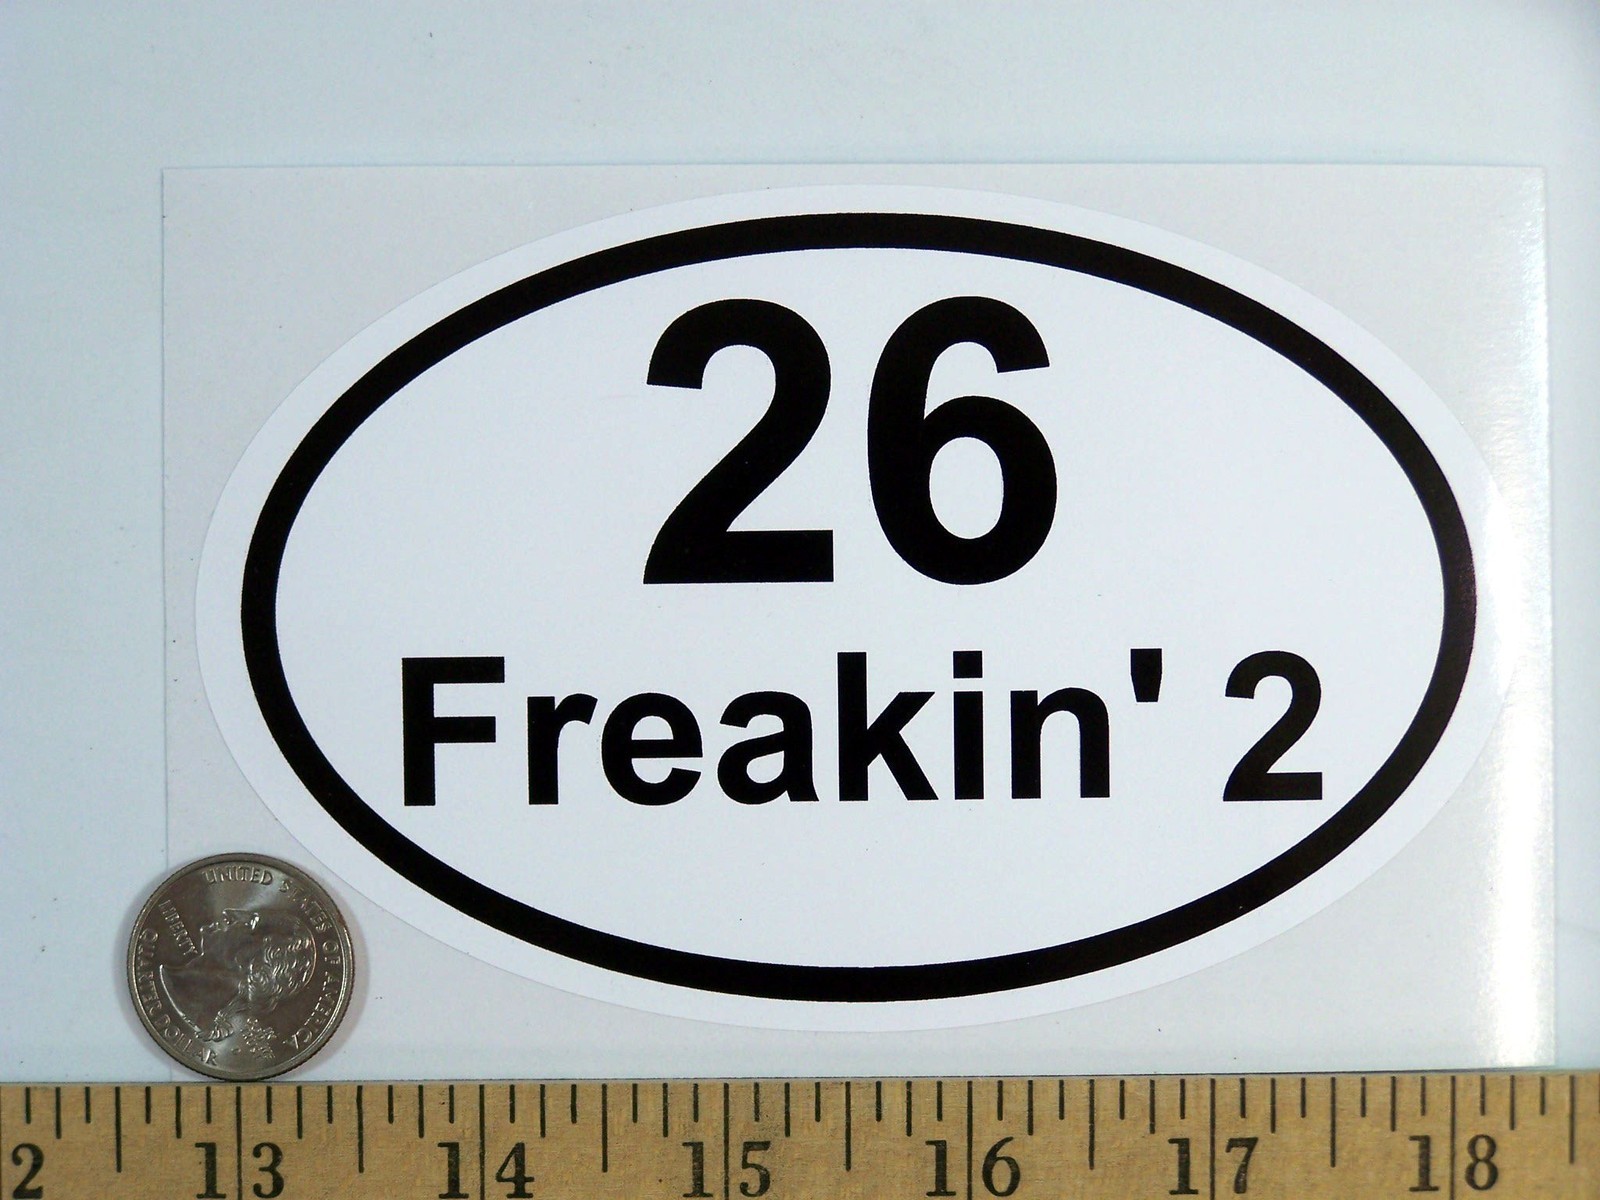 26
Freakin' 2
UNITED STATES OF AMERICA
LIBERTY
QUARTER DOLLAR
2 13 14 15 16 17 18